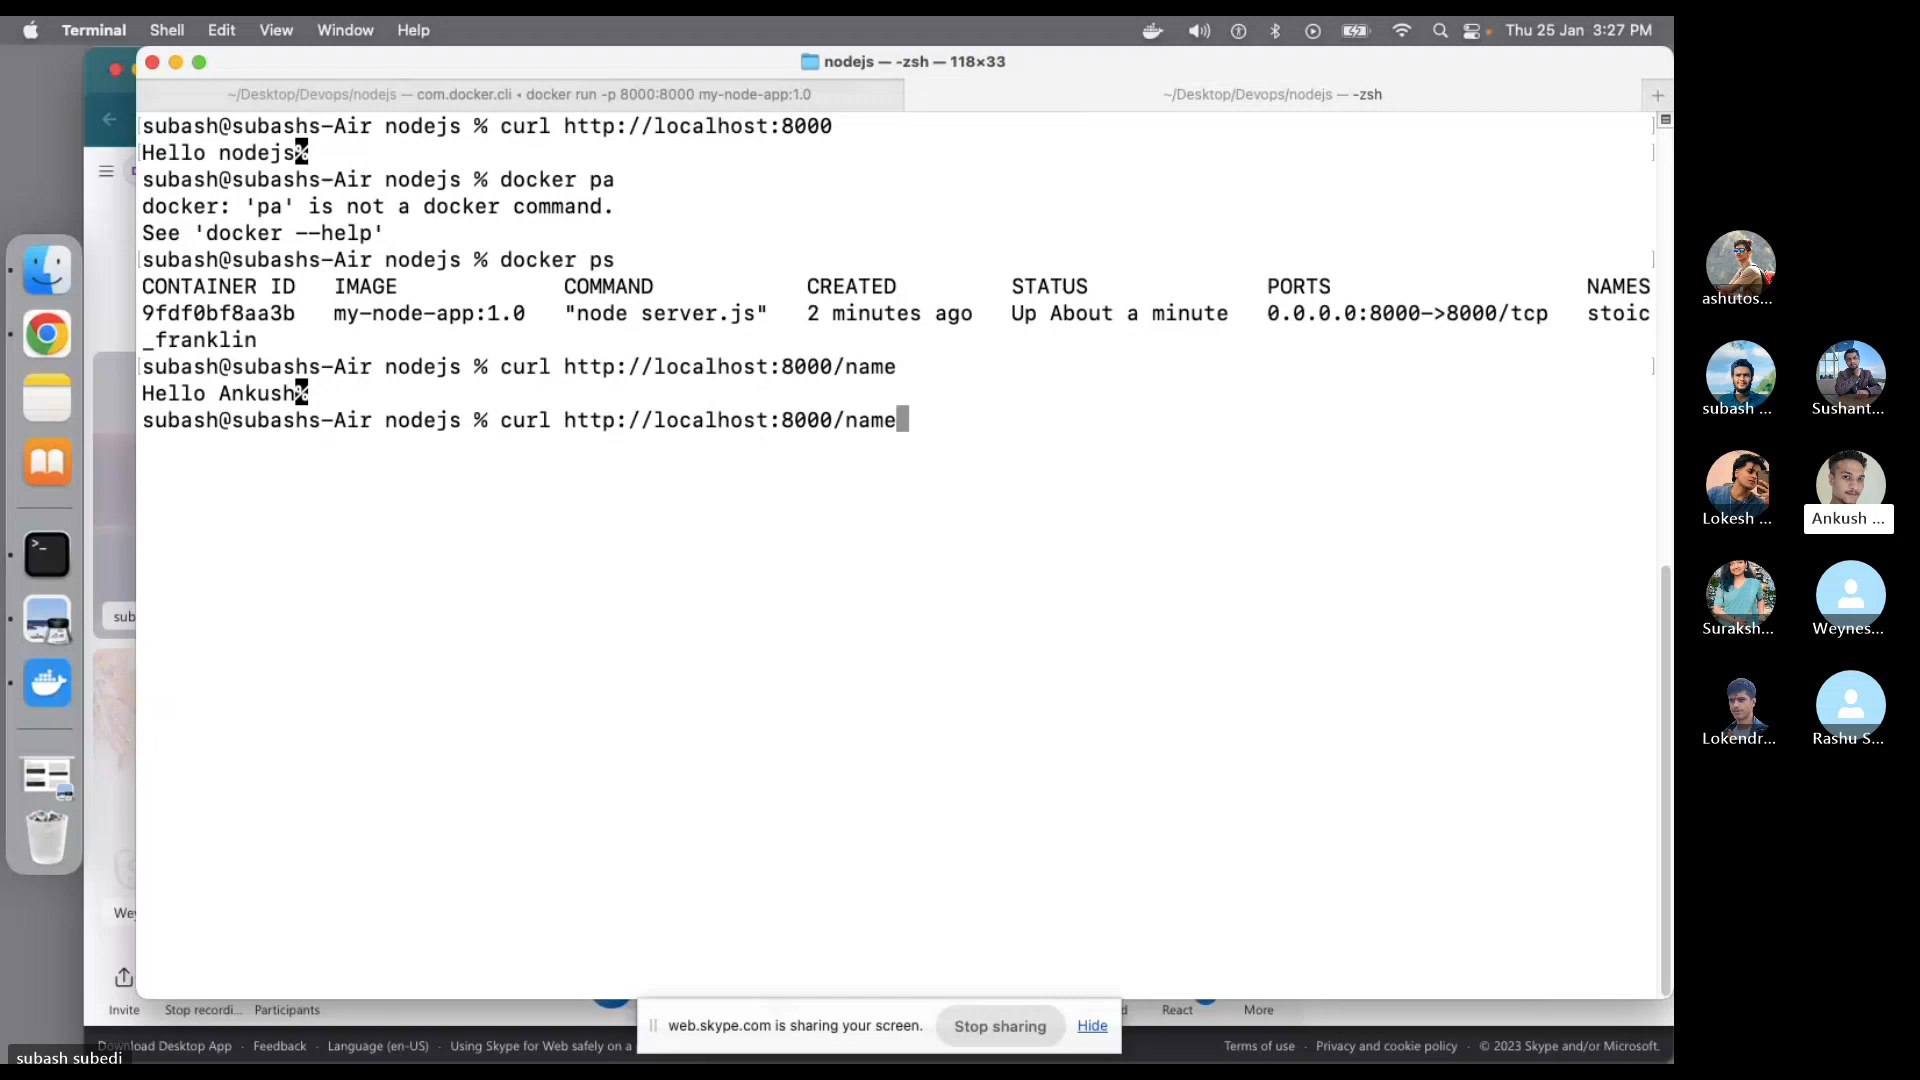 Terminal Shell Edit View Window Help Thu 25 Jan 3:27 PM
nodejs — -zsh — 118×33
~/Desktop/Devops/nodejs — com.docker.cli • docker run -p 8000:8000 my-node-app:1.0
~/Desktop/Devops/nodejs — -zsh
subash@subashs-Air nodejs % curl http://localhost:8000
Hello nodejs%
subash@subashs-Air nodejs % docker pa
docker: 'pa' is not a docker command.
See 'docker --help'
subash@subashs-Air nodejs % docker ps
CONTAINER ID IMAGE COMMAND CREATED STATUS PORTS NAMES
9fdf0bf8aa3b my-node-app:1.0 "node server.js" 2 minutes ago Up About a minute 0.0.0.0:8000->8000/tcp stoic
_franklin
subash@subashs-Air nodejs % curl http://localhost:8000/name
Hello Ankush%
subash@subashs-Air nodejs % curl http://localhost:8000/name
ashutos...
subash ...
Sushant...
Lokesh ...
Ankush ...
Suraksh...
Weynes...
Lokendr...
Rashu S...
sub
Wey
Invite Stop recordi... Participants
React More
web.skype.com is sharing your screen. Stop sharing Hide
Download Desktop App · Feedback · Language (en-US) · Using Skype for Web safely on a
Terms of use · Privacy and cookie policy · © 2023 Skype and/or Microsoft.
subash subedi